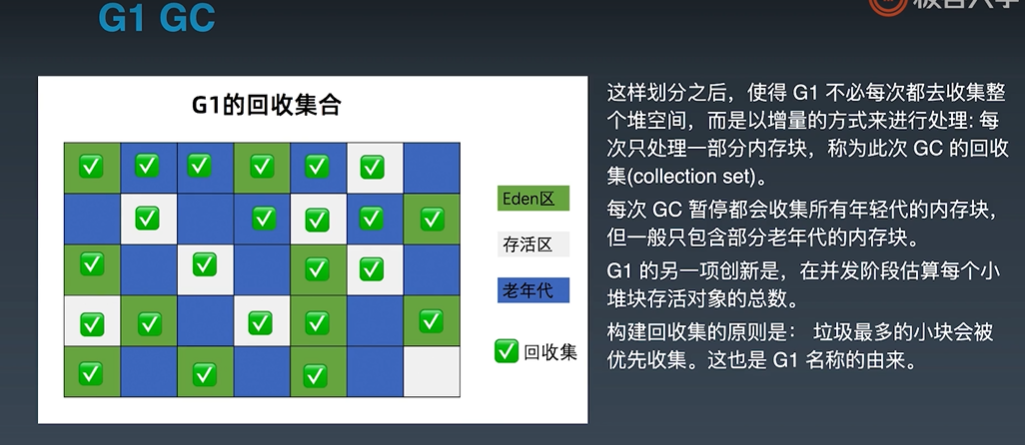 G1 GC
G1的回收集合
Eden区
存活区
老年代
回收集
这样划分之后，使得 G1 不必每次都去收集整
个堆空间，而是以增量的方式来进行处理: 每
次只处理一部分内存块，称为此次 GC 的回收
集(collection set)。
每次 GC 暂停都会收集所有年轻代的内存块，
但一般只包含部分老年代的内存块。
G1 的另一项创新是，在并发阶段估算每个小
堆块存活对象的总数。
构建回收集的原则是： 垃圾最多的小块会被
优先收集。这也是 G1 名称的由来。